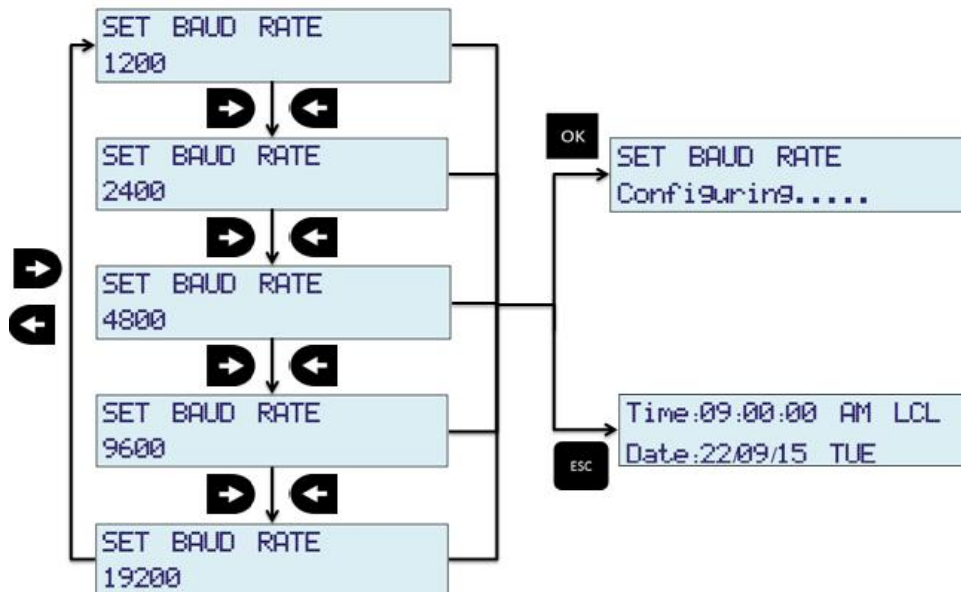 SET BAUD RATE
1200
SET BAUD RATE
2400
SET BAUD RATE
4800
SET BAUD RATE
9600
SET BAUD RATE
19200
OK
SET BAUD RATE
Configuring.....
ESC
Time:09:00:00 AM LCL
Date:22/09/15 TUE